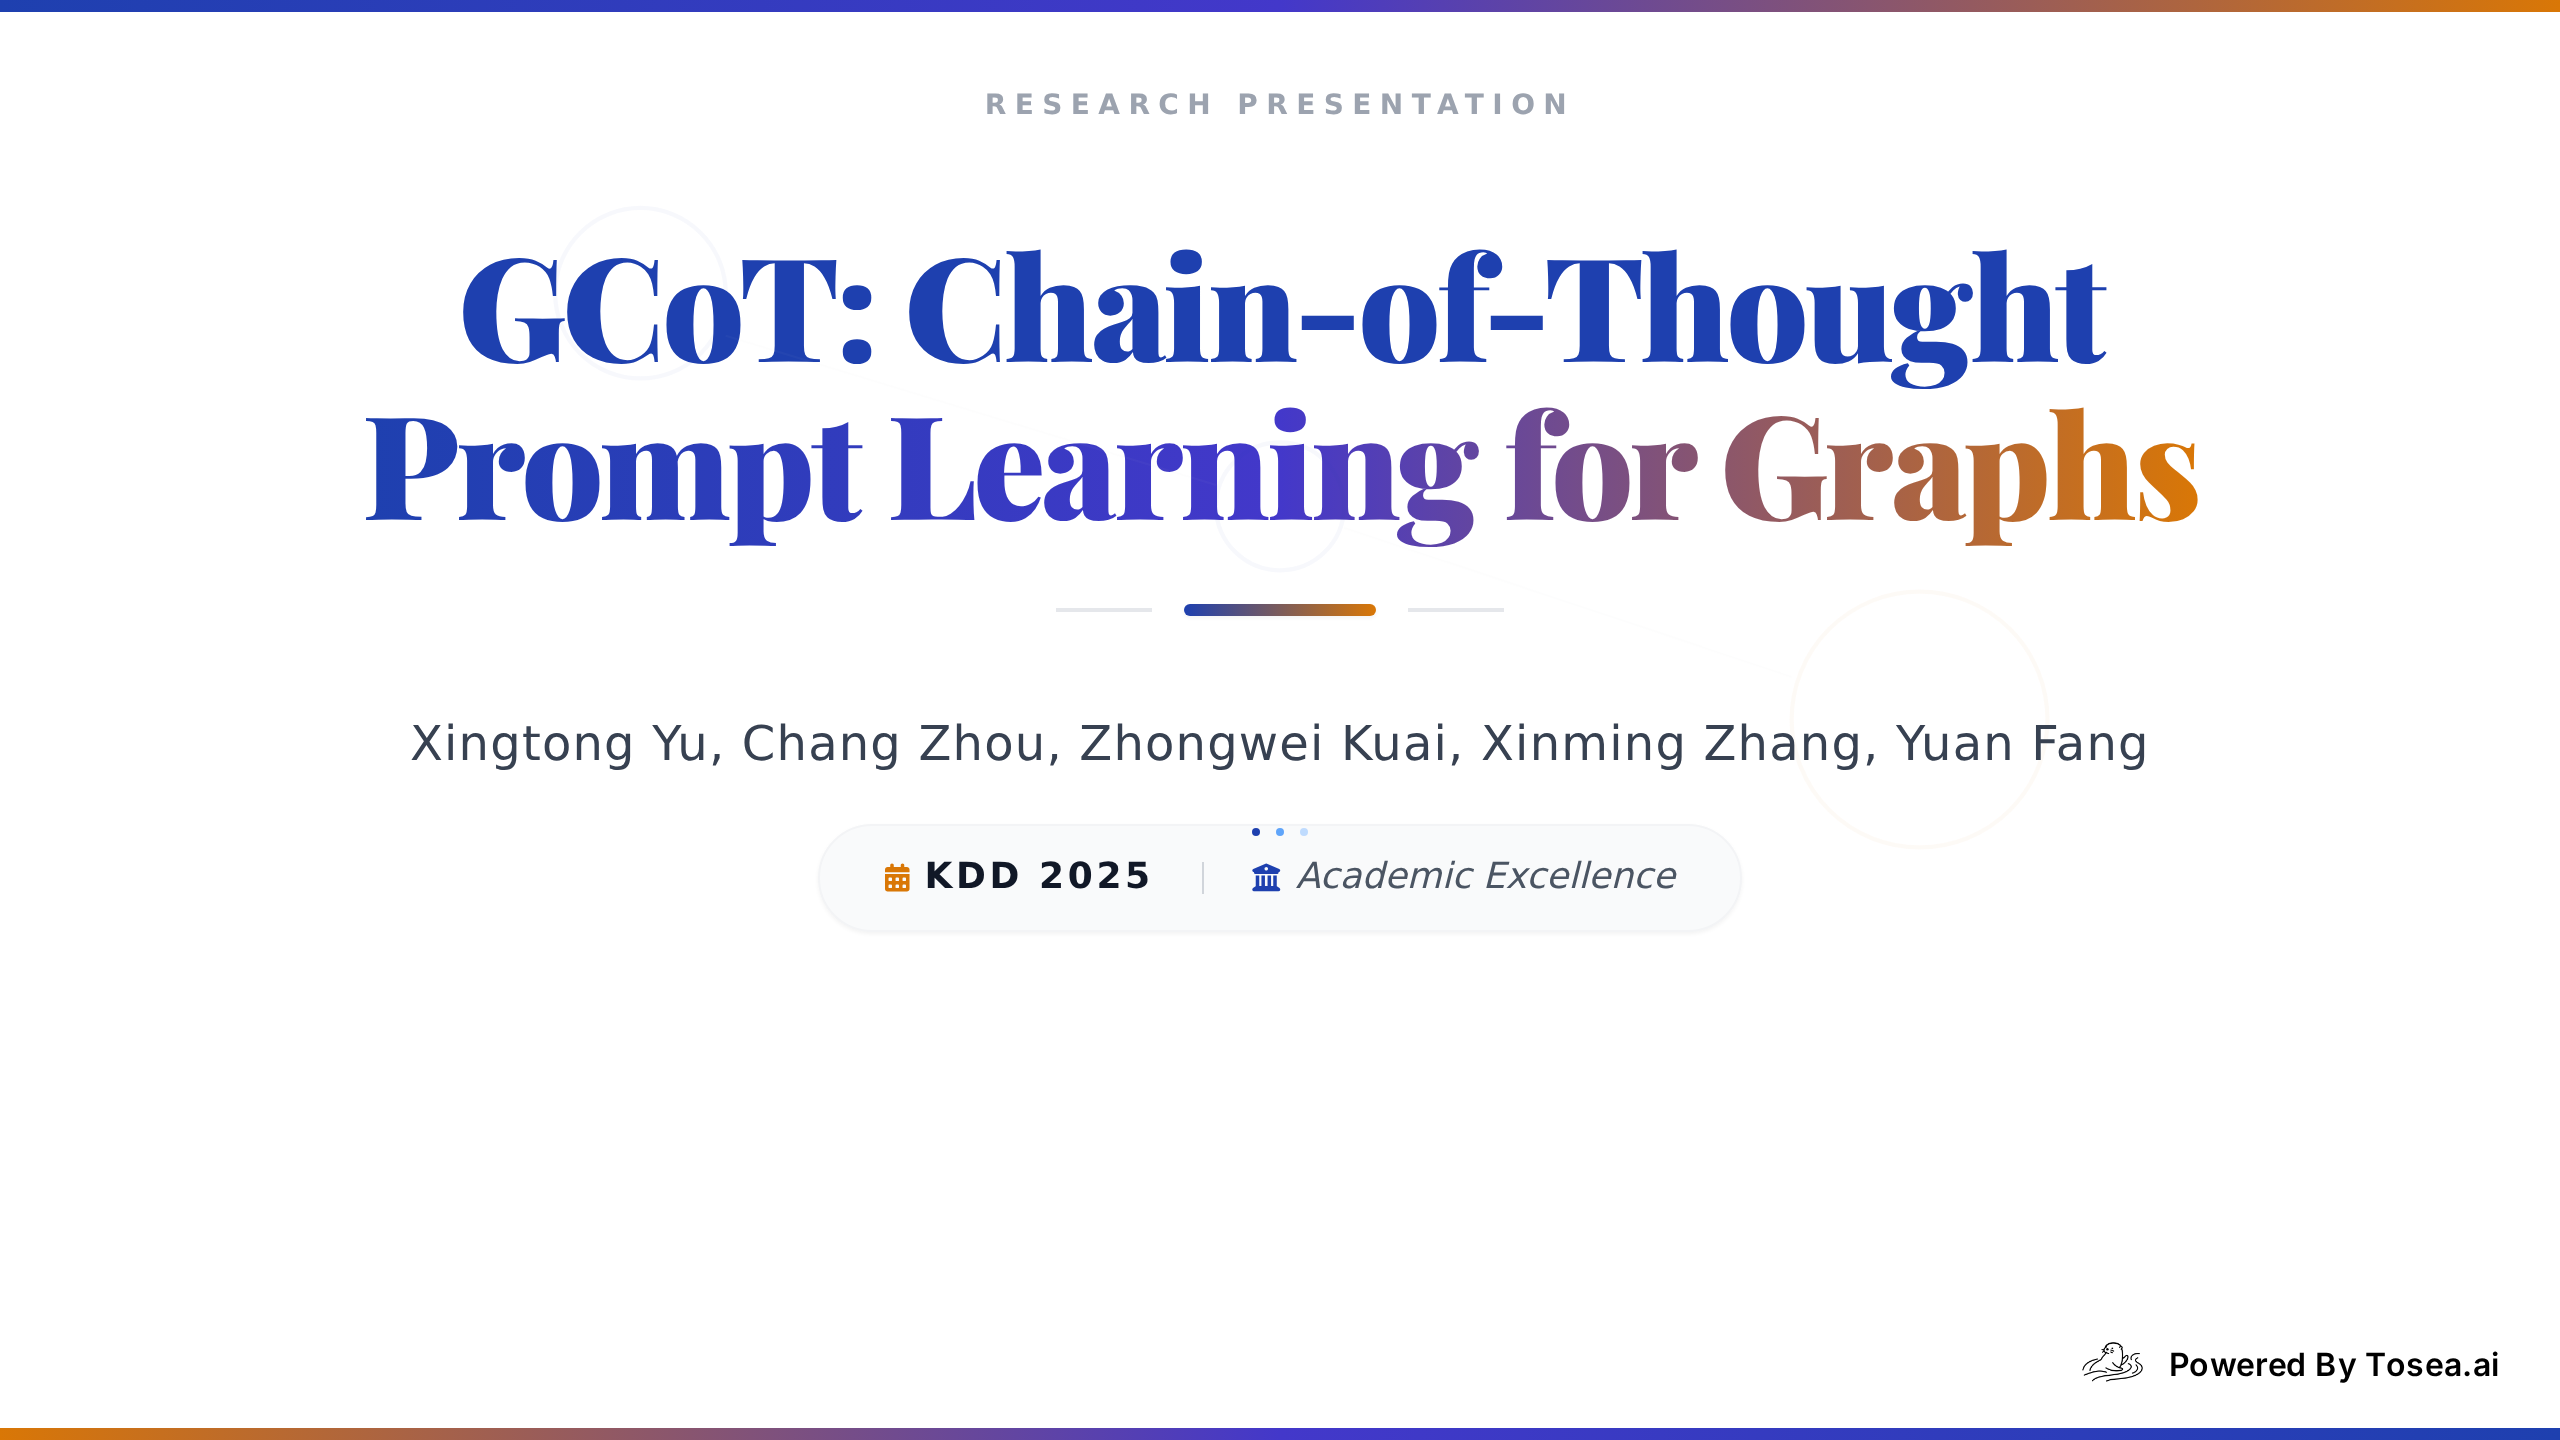 RESEARCH PRESENTATION
GCoT: Chain-of-Thought
Prompt Learning for Graphs
Xingtong Yu, Chang Zhou, Zhongwei Kuai, Xinming Zhang, Yuan Fang
KDD 2025 | Academic Excellence
Powered By Tosea.ai